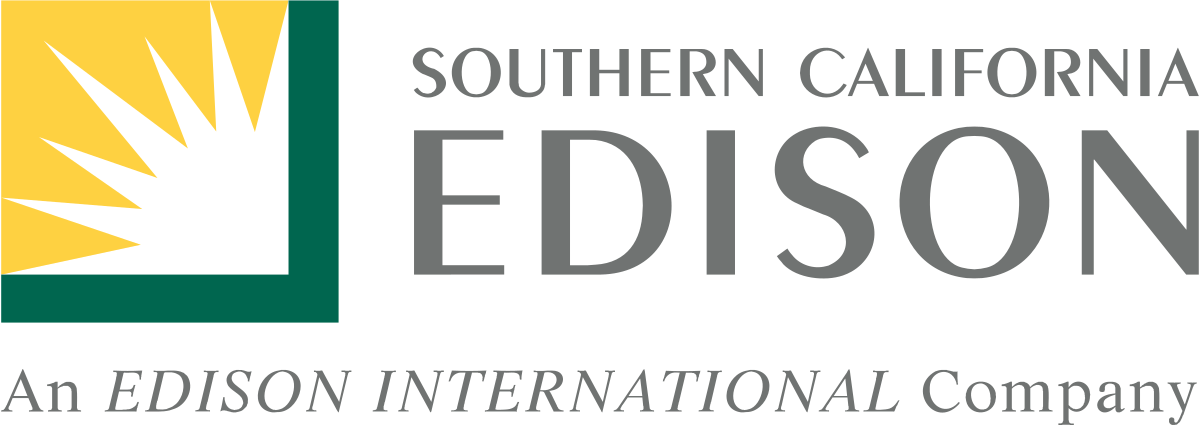 SOUTHERN CALIFORNIA
EDISON
An EDISON INTERNATIONAL Company